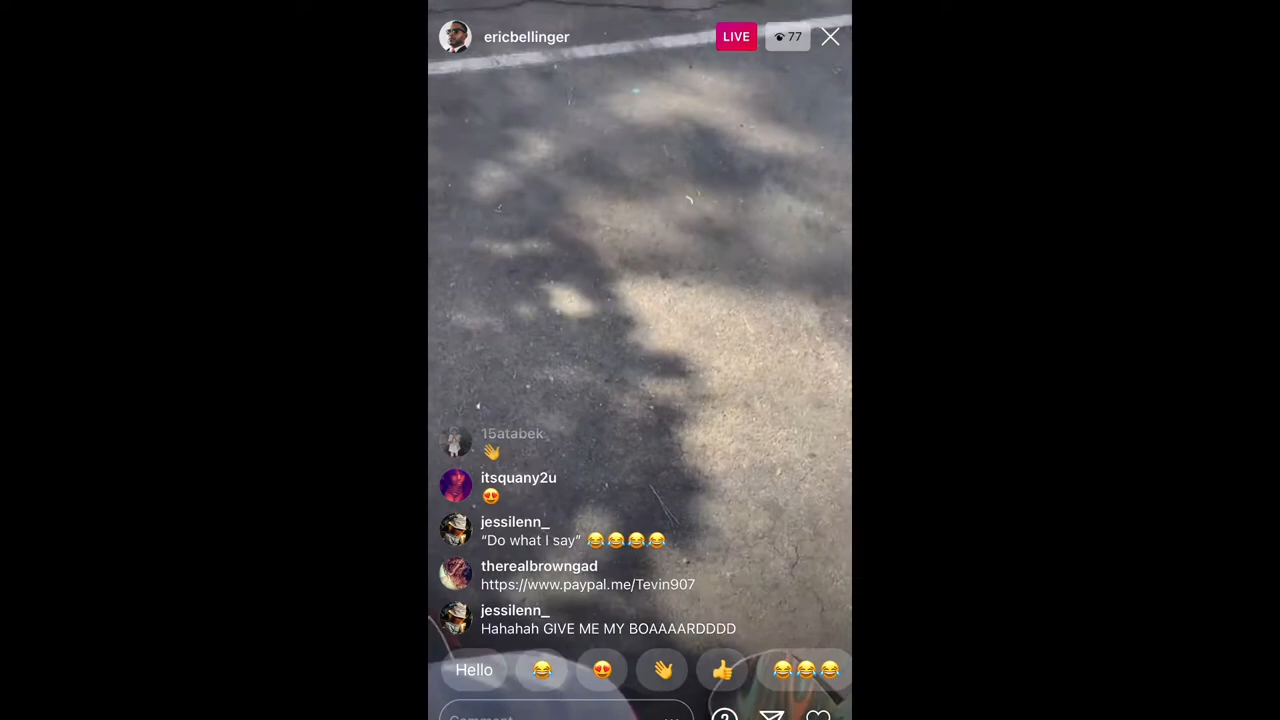 ericbellinger
LIVE
77
15atabek
👋
itsquany2u
😍
jessilenn_
“Do what I say” 😂😂😂😂
therealbrowngad
https://www.paypal.me/Tevin907
jessilenn_
Hahahah GIVE ME MY BOAAAARDDDD
Hello 😂 😍 👋 👍 😂😂😂
Comment